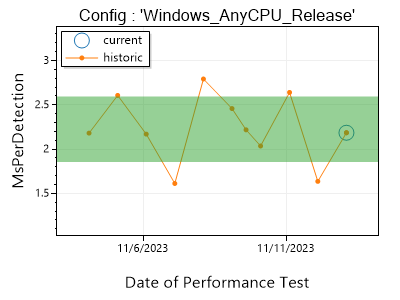 Config : 'Windows_AnyCPU_Release'
current
historic
MsPerDetection
3
2.5
2
1.5
11/6/2023
11/11/2023
Date of Performance Test